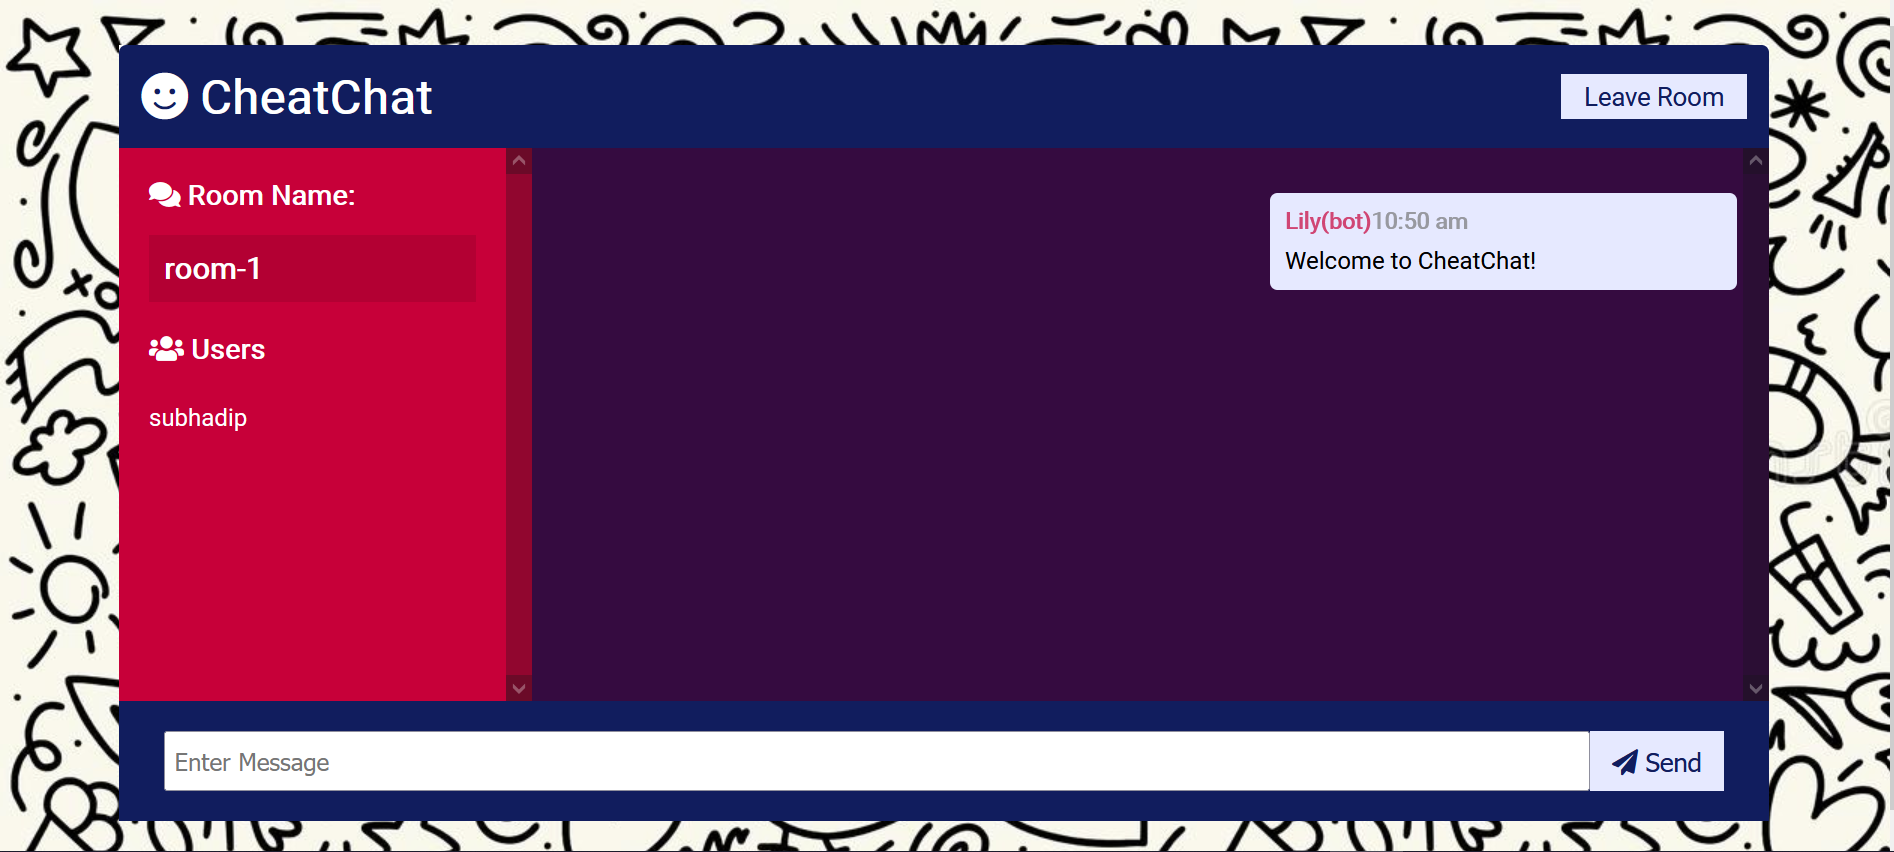 CheatChat
Leave Room
Room Name:
room-1
Users
subhadip
Lily(bot)10:50 am
Welcome to CheatChat!
Enter Message
Send